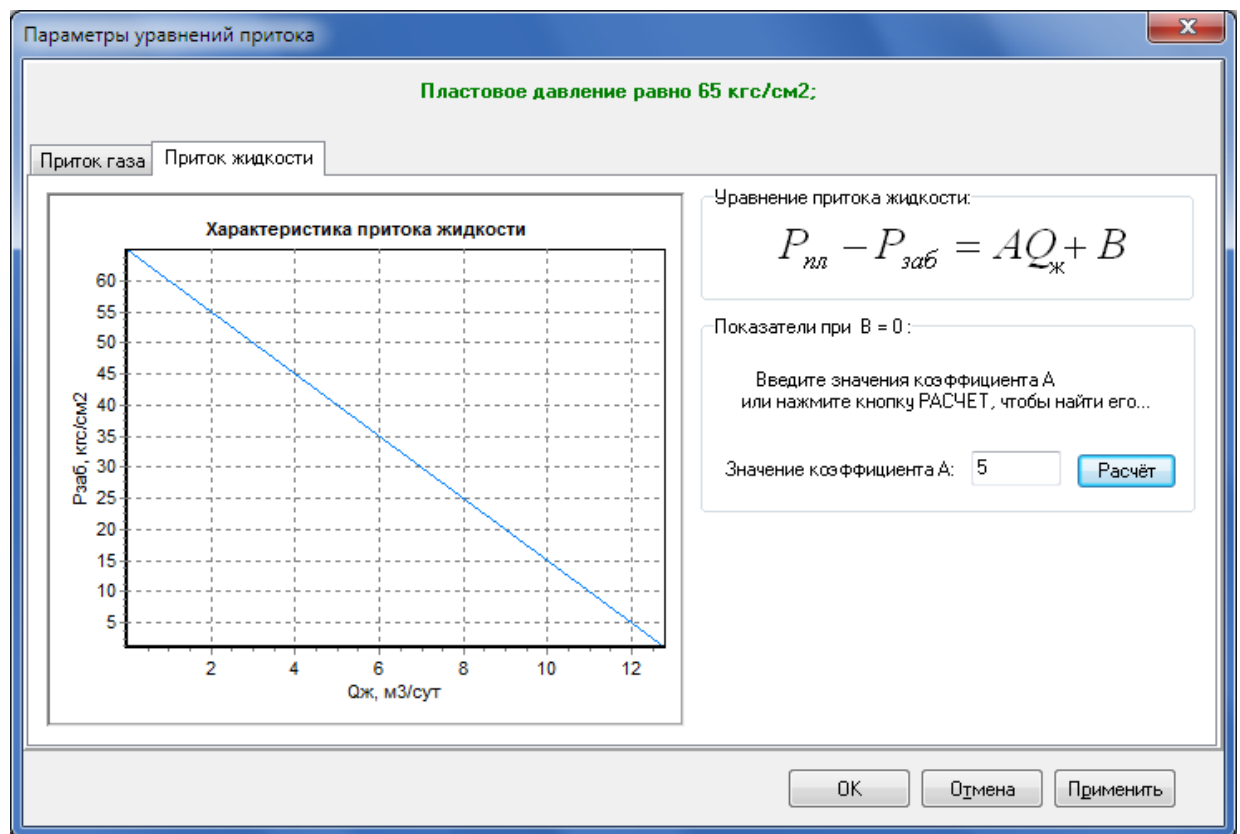 Параметры уравнений притока
X
Пластовое давление равно 65 кгс/см2;
Приток газа
Приток жидкости
Характеристика притока жидкости
60
55
50
45
40
35
30
25
20
15
10
5
Pзаб, кгс/см2
2 4 6 8 10 12
Qж, м3/сут
Уравнение притока жидкости:
Pпл − Pзаб = AQж + B
Показатели при B = 0 :
Введите значения коэффициента А
или нажмите кнопку РАСЧЕТ, чтобы найти его...
Значение коэффициента А: 5 Расчёт
OK Отмена Применить